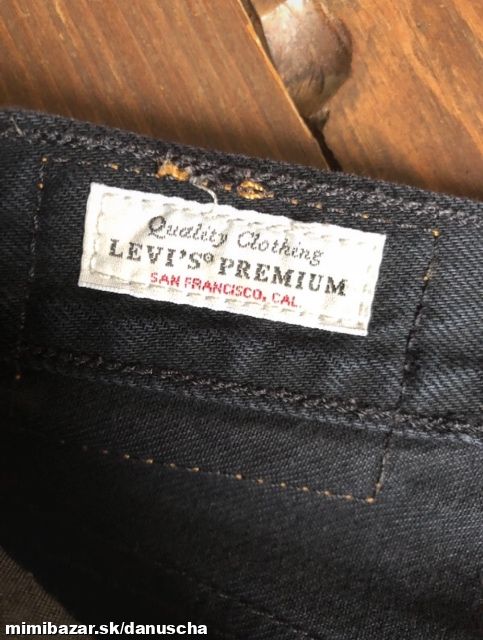 Quality Clothing
LEVI'S® PREMIUM
SAN FRANCISCO, CAL.
mimibazar.sk/danuscha